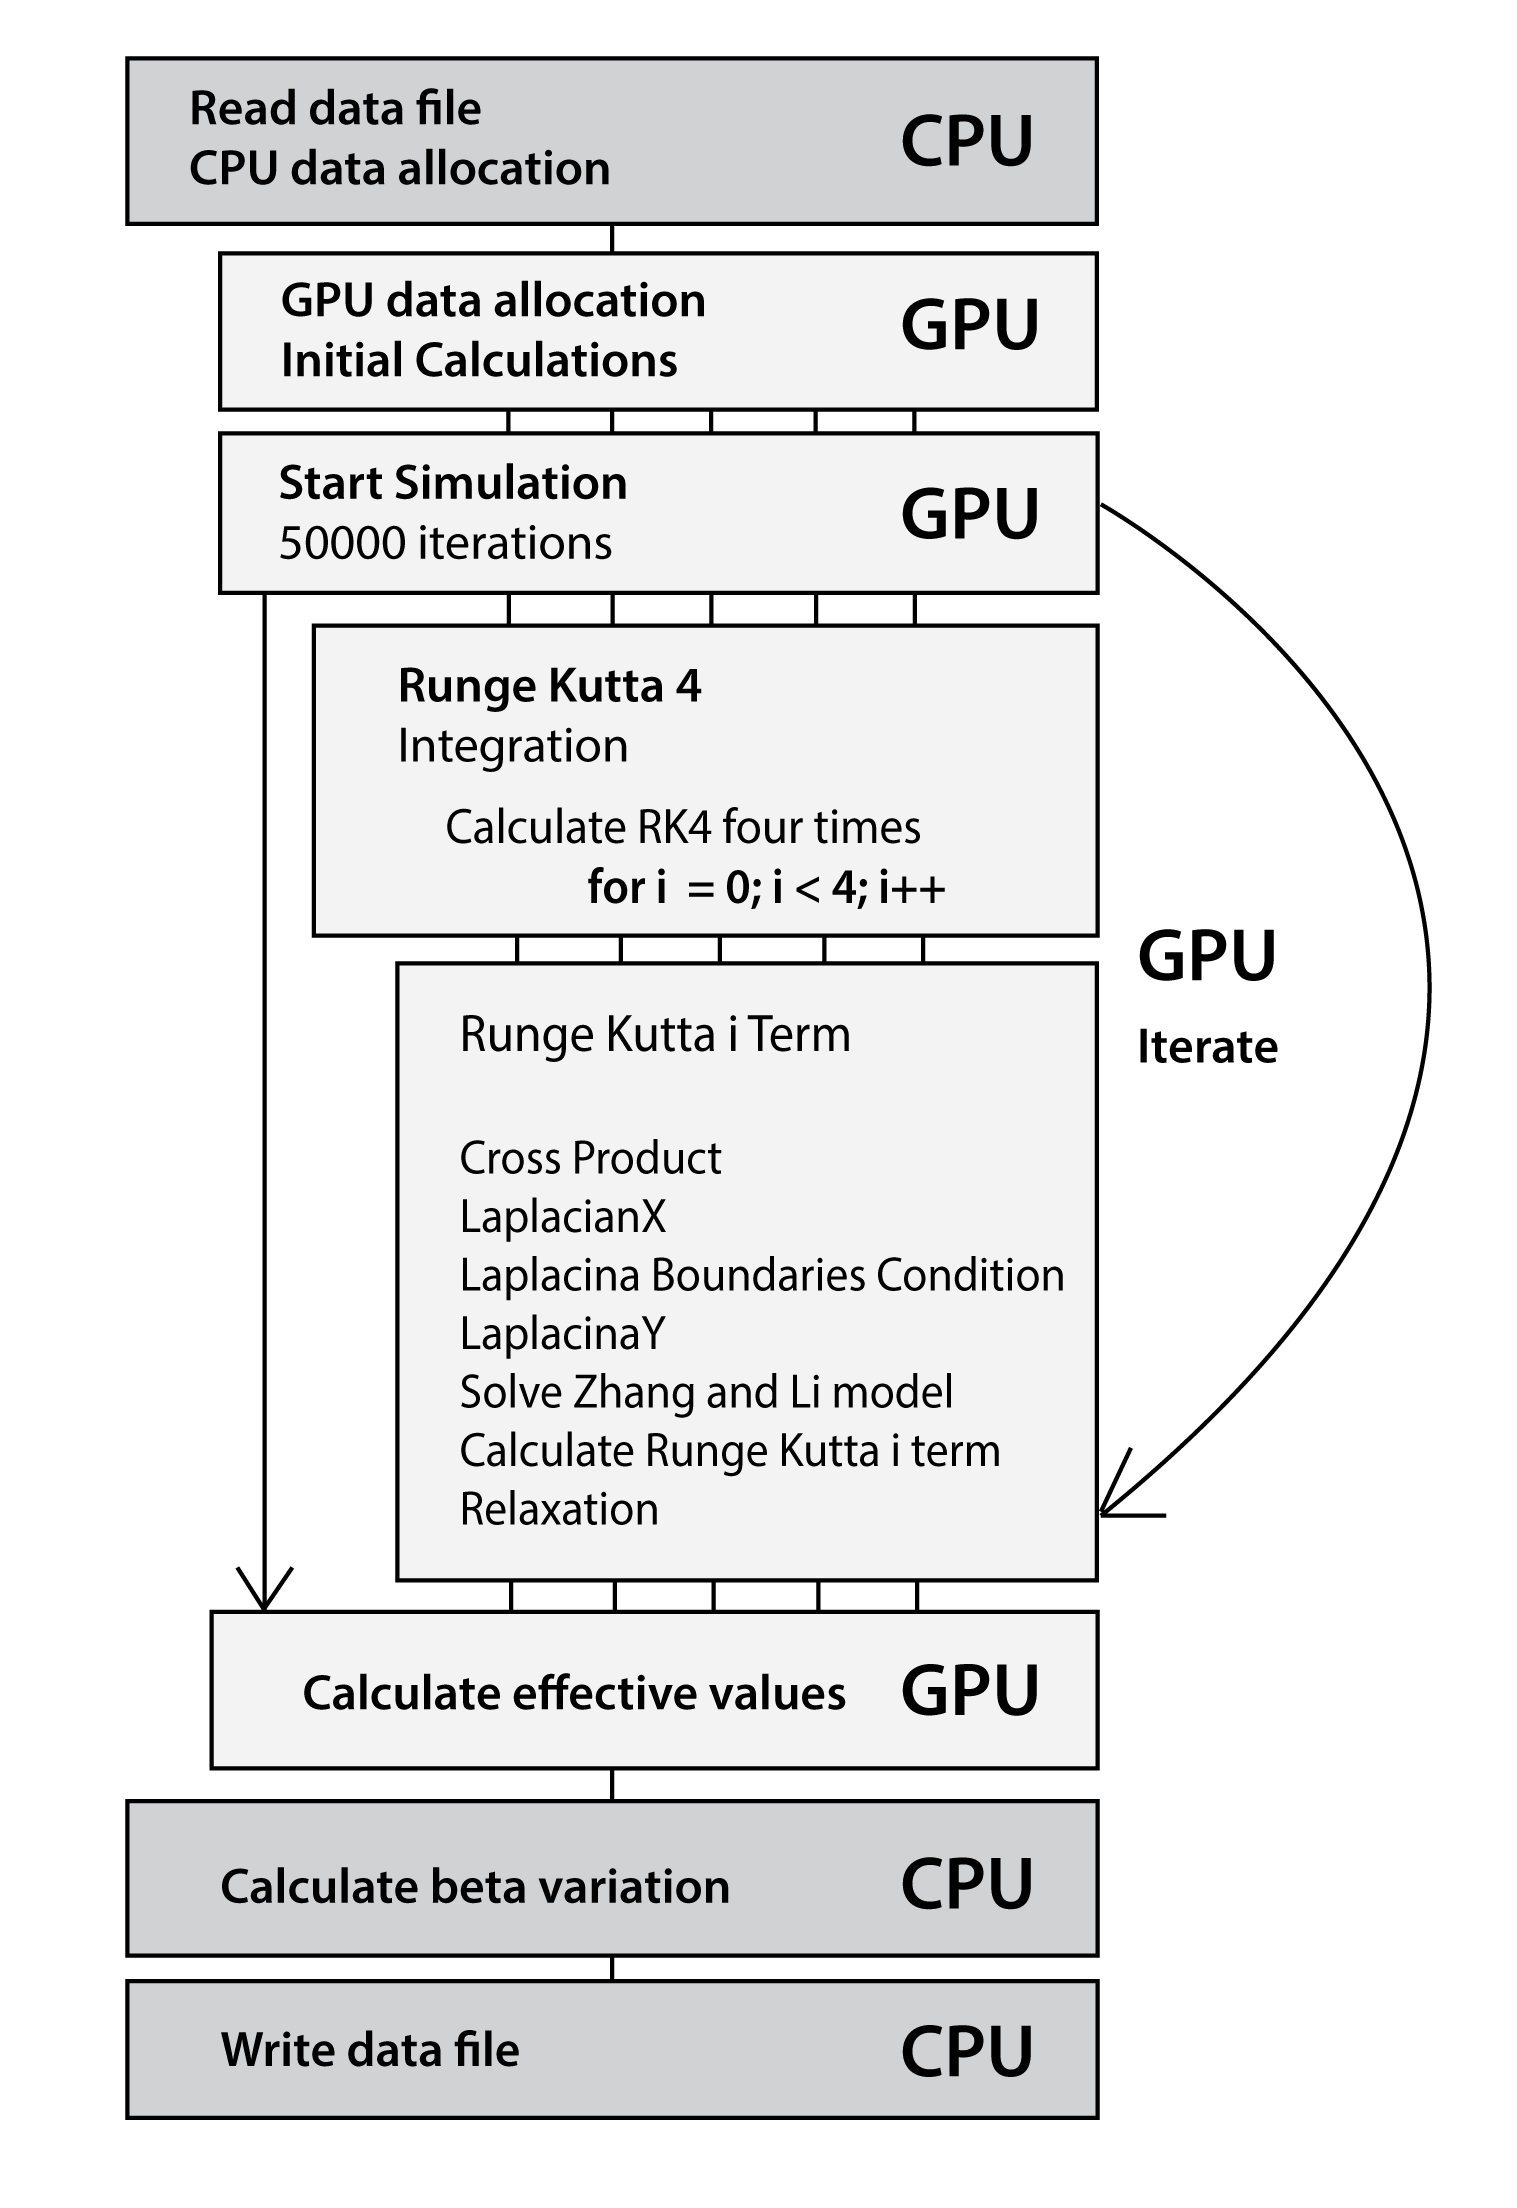 Read data file
CPU data allocation
CPU
GPU data allocation
Initial Calculations
GPU
Start Simulation
50000 iterations
GPU
Runge Kutta 4
Integration
Calculate RK4 four times
for i  = 0; i < 4; i++
GPU
Iterate
Runge Kutta i Term
Cross Product
LaplacianX
Laplacina Boundaries Condition
LaplacinaY
Solve Zhang and Li model
Calculate Runge Kutta i term
Relaxation
Calculate effective values
GPU
Calculate beta variation
CPU
Write data file
CPU